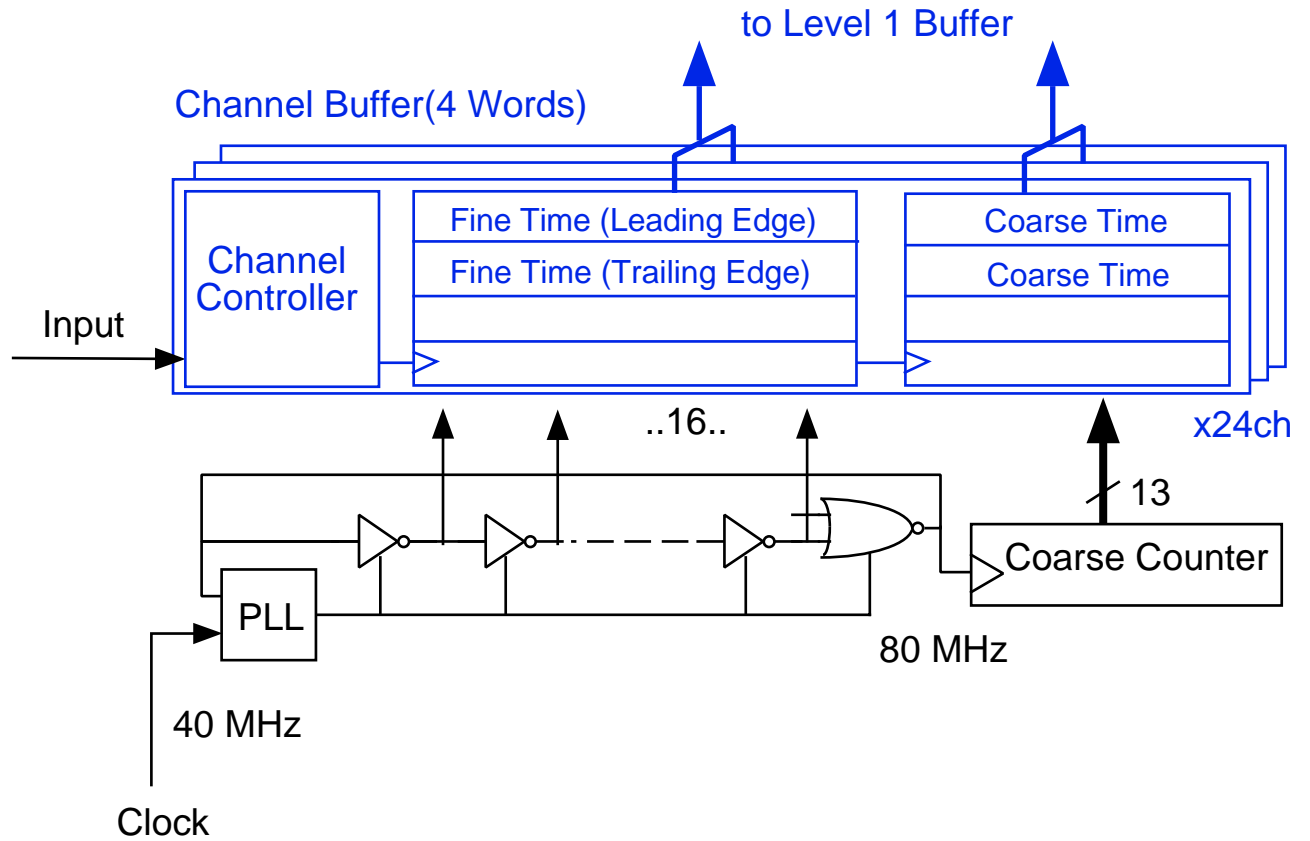 to Level 1 Buffer
Channel Buffer(4 Words)
Fine Time (Leading Edge)
Coarse Time
Channel
Controller
Fine Time (Trailing Edge)
Coarse Time
Input
..16..
x24ch
13
Coarse Counter
PLL
80 MHz
40 MHz
Clock